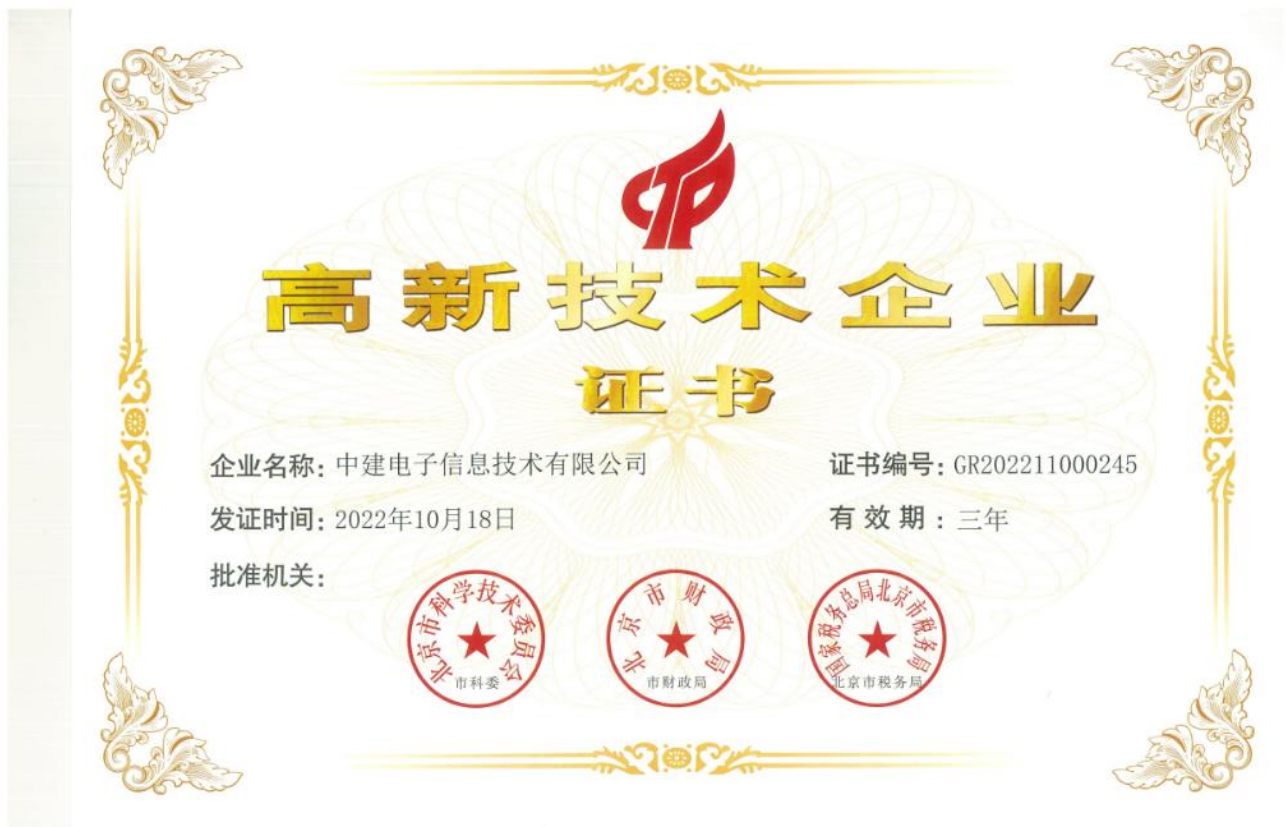 高新技术企业
证书
企业名称：中建电子信息技术有限公司
证书编号：GR202211000245
发证时间：2022年10月18日
有效期：三年
批准机关：
北京市科学技术委员会
市科委
北京市财政局
市财政局
国家税务总局北京市税务局
北京市税务局